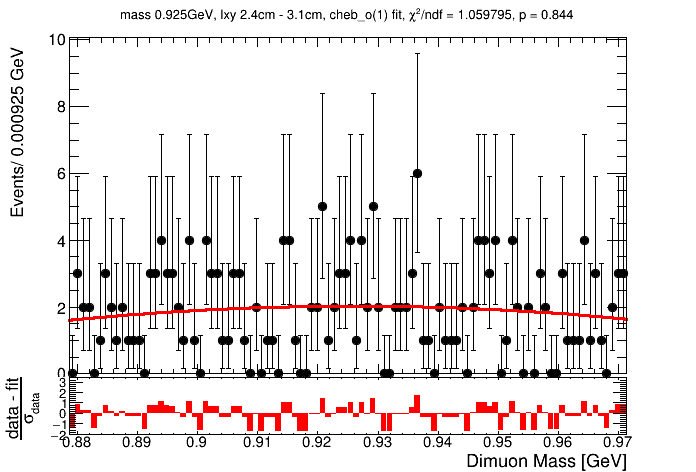 mass 0.925GeV, lxy 2.4cm - 3.1cm, cheb_o(1) fit, χ²/ndf = 1.059795, p = 0.844
Events/ 0.000925 GeV
10
8
6
4
2
0
data - fit
σdata
3
2
1
0
−1
−2
0.88 0.89 0.9 0.91 0.92 0.93 0.94 0.95 0.96 0.97
Dimuon Mass [GeV]